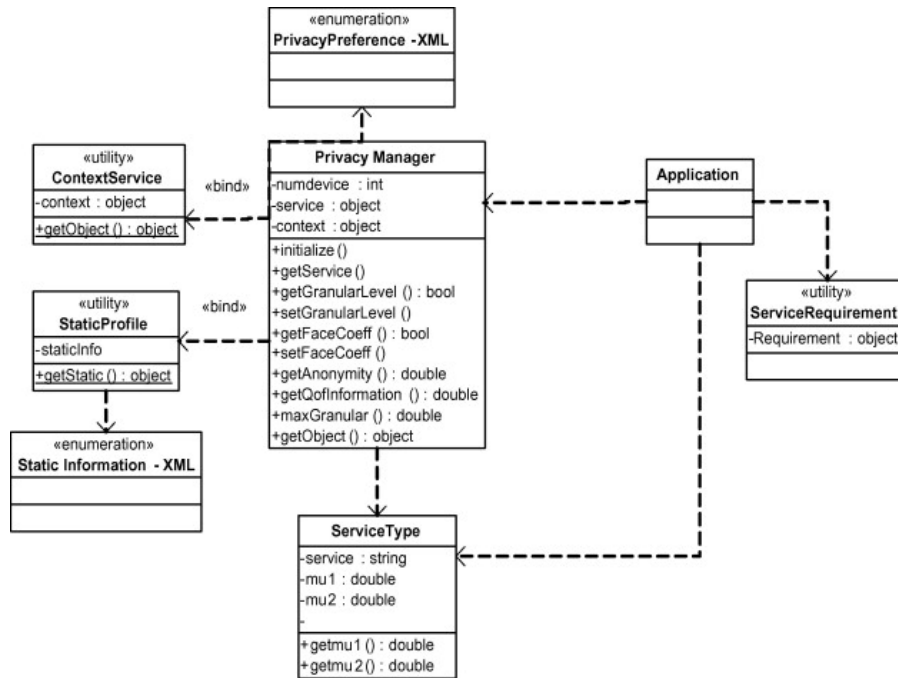 «enumeration»
PrivacyPreference - XML
«utility»
ContextService
-context : object
+getObject () : object
«bind»
Privacy Manager
-numdevice : int
-service : object
-context : object
+initialize ()
+getService ()
+getGranularLevel () : bool
+setGranularLevel ()
+getFaceCoeff () : bool
+setFaceCoeff ()
+getAnonymity () : double
+getQofInformation () : double
+maxGranular () : double
+getObject () : object
Application
«utility»
ServiceRequirement
-Requirement : object
«utility»
StaticProfile
-staticInfo
+getStatic () : object
«bind»
«enumeration»
Static Information - XML
ServiceType
-service : string
-mu1 : double
-mu2 : double
-
+getmu1 () : double
+getmu2 () : double